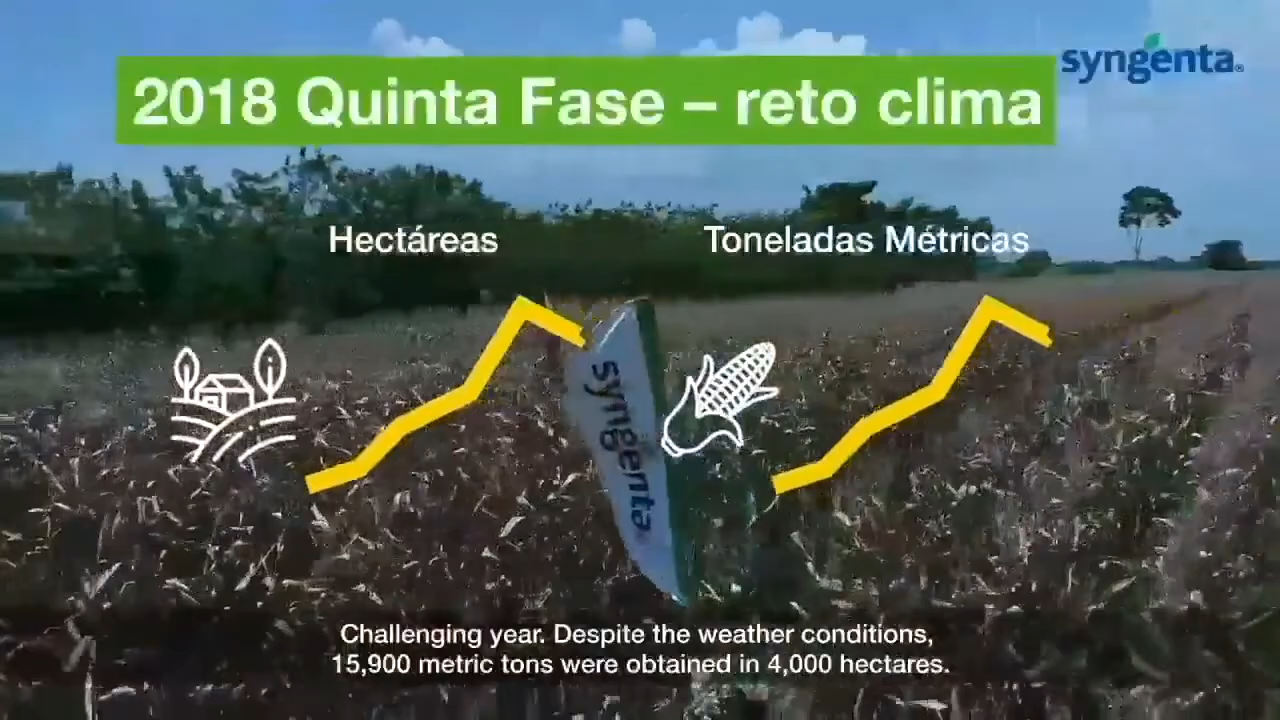 syngenta
2018 Quinta Fase – reto clima
Hectáreas
Toneladas Métricas
syngenta
Challenging year. Despite the weather conditions,
15,900 metric tons were obtained in 4,000 hectares.